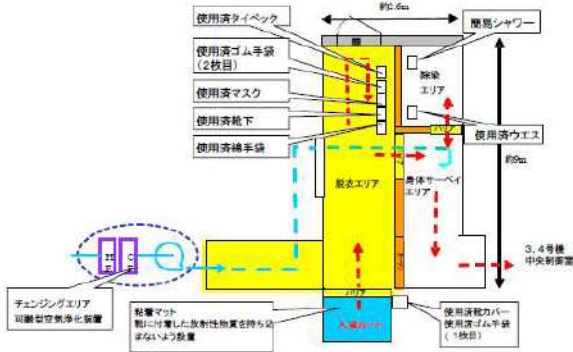 約2.6m
使用済タイベック
簡易シャワー
使用済ゴム手袋
(2枚目)
除染
エリア
使用済マスク
使用済靴下
使用済ウエス
バリア
使用済綿手袋
約9m
脱衣エリア
身体サーベイ
エリア
3,4号機
中央制御室
チェンジングエリア
可搬型空気浄化装置
バリア
粘着マット
靴に付着した放射性物質を持ち込
まないよう設置
入域ルート
使用済靴カバー
使用済ゴム手袋
(1枚目)